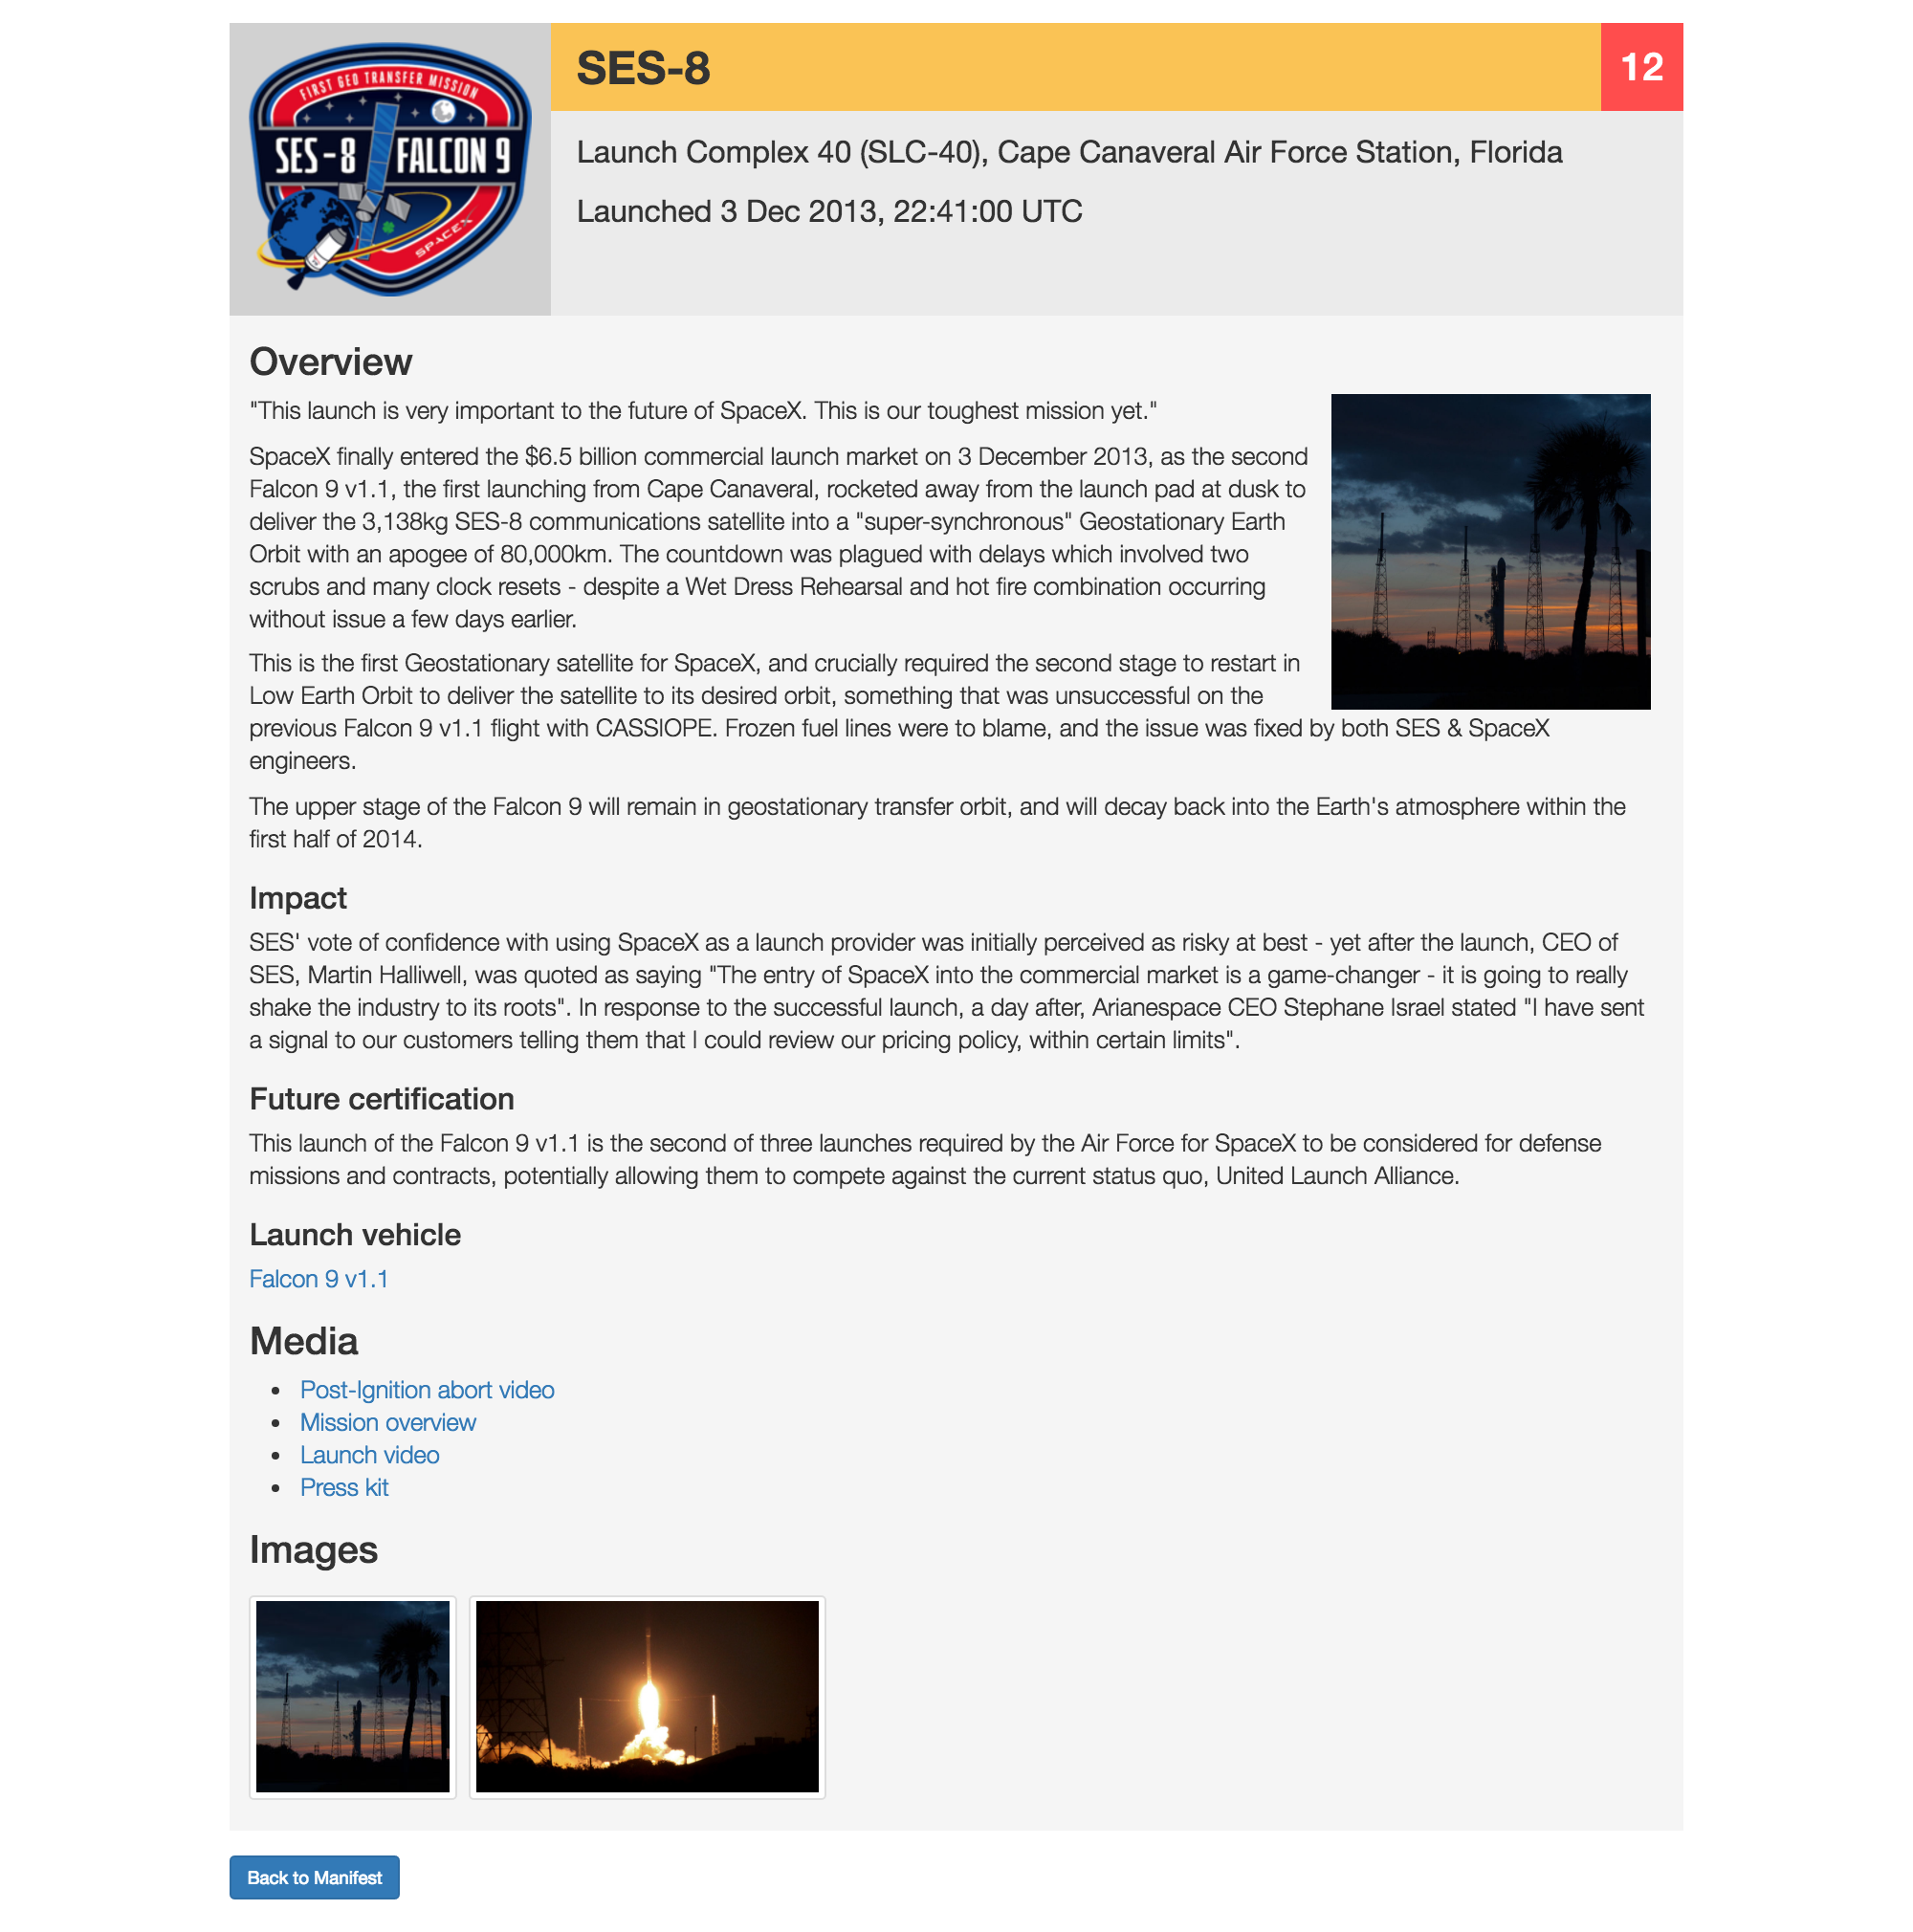 FIRST GEO TRANSFER MISSION
SES-8 FALCON 9
SPACEX
SES-8
12
Launch Complex 40 (SLC-40), Cape Canaveral Air Force Station, Florida
Launched 3 Dec 2013, 22:41:00 UTC
Overview
"This launch is very important to the future of SpaceX. This is our toughest mission yet."
SpaceX finally entered the $6.5 billion commercial launch market on 3 December 2013, as the second
Falcon 9 v1.1, the first launching from Cape Canaveral, rocketed away from the launch pad at dusk to
deliver the 3,138kg SES-8 communications satellite into a "super-synchronous" Geostationary Earth
Orbit with an apogee of 80,000km. The countdown was plagued with delays which involved two
scrubs and many clock resets - despite a Wet Dress Rehearsal and hot fire combination occurring
without issue a few days earlier.
This is the first Geostationary satellite for SpaceX, and crucially required the second stage to restart in
Low Earth Orbit to deliver the satellite to its desired orbit, something that was unsuccessful on the
previous Falcon 9 v1.1 flight with CASSIOPE. Frozen fuel lines were to blame, and the issue was fixed by both SES & SpaceX
engineers.
The upper stage of the Falcon 9 will remain in geostationary transfer orbit, and will decay back into the Earth's atmosphere within the
first half of 2014.
Impact
SES' vote of confidence with using SpaceX as a launch provider was initially perceived as risky at best - yet after the launch, CEO of
SES, Martin Halliwell, was quoted as saying "The entry of SpaceX into the commercial market is a game-changer - it is going to really
shake the industry to its roots". In response to the successful launch, a day after, Arianespace CEO Stephane Israel stated "I have sent
a signal to our customers telling them that I could review our pricing policy, within certain limits".
Future certification
This launch of the Falcon 9 v1.1 is the second of three launches required by the Air Force for SpaceX to be considered for defense
missions and contracts, potentially allowing them to compete against the current status quo, United Launch Alliance.
Launch vehicle
Falcon 9 v1.1
Media
• Post-Ignition abort video
• Mission overview
• Launch video
• Press kit
Images
Back to Manifest